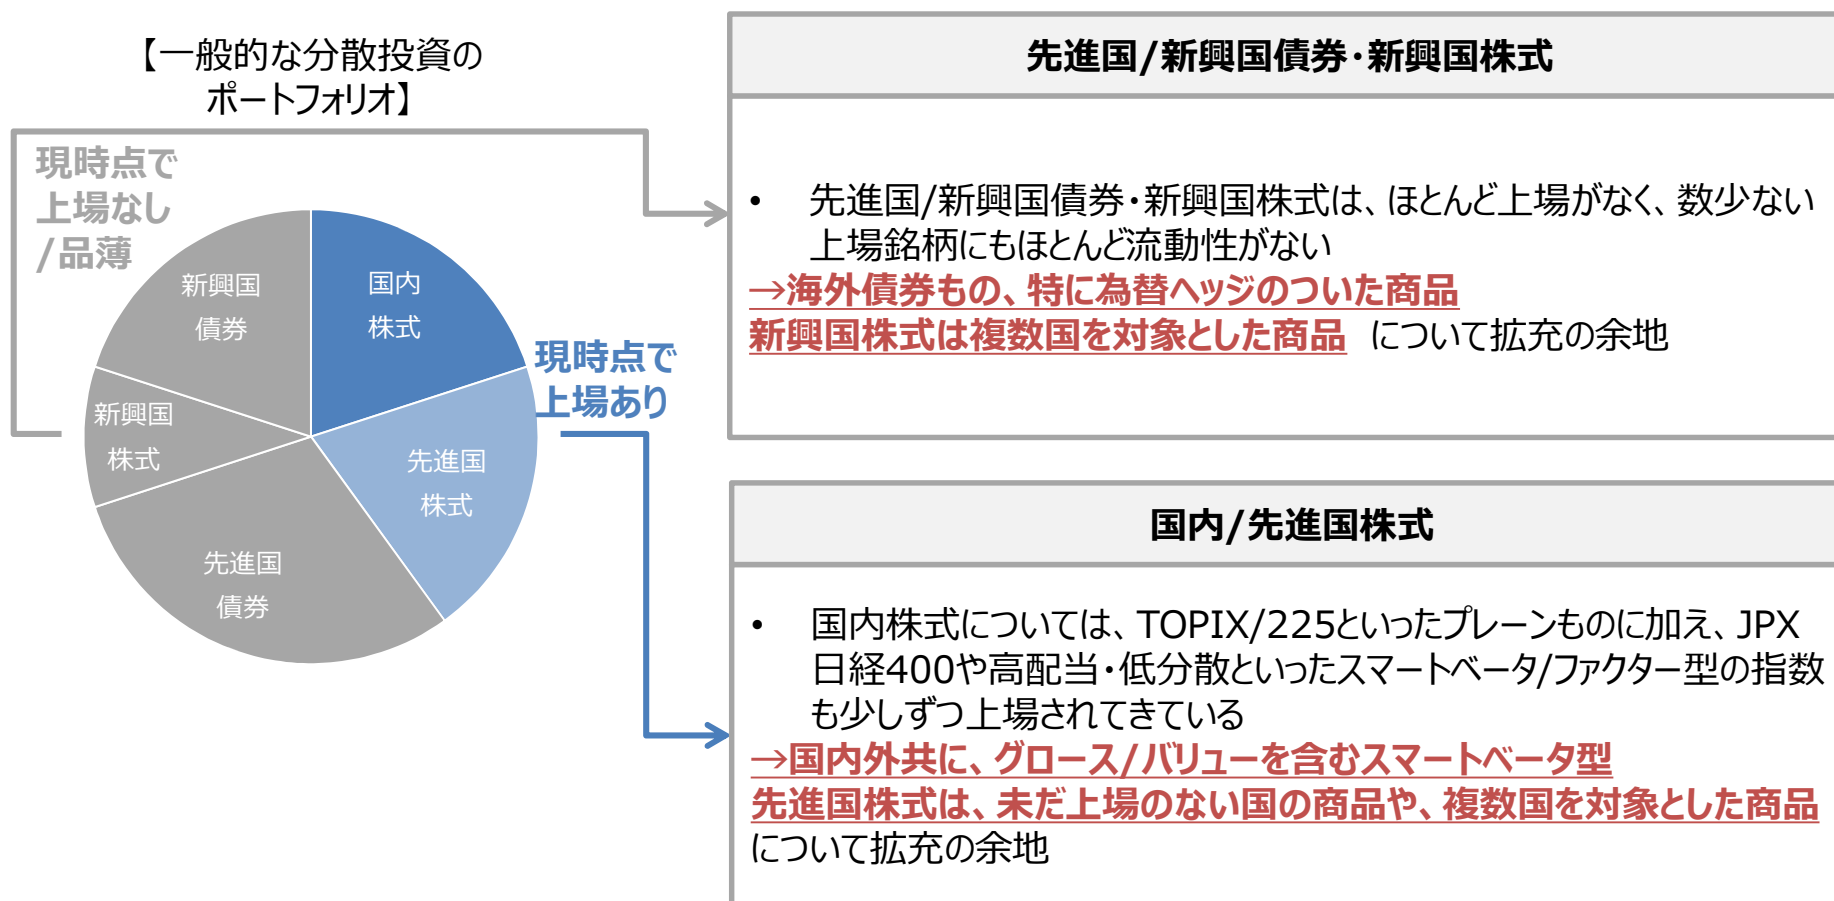 【一般的な分散投資の
ポートフォリオ】
現時点で
上場なし
/品薄
新興国
債券
国内
株式
新興国
株式
先進国
株式
先進国
債券
現時点で
上場あり
先進国/新興国債券・新興国株式
• 先進国/新興国債券・新興国株式は、ほとんど上場がなく、数少ない
上場銘柄にもほとんど流動性がない
→海外債券もの、特に為替ヘッジのついた商品
新興国株式は複数国を対象とした商品 について拡充の余地
国内/先進国株式
• 国内株式については、TOPIX/225といったプレーンものに加え、JPX
日経400や高配当・低分散といったスマートベータ/ファクター型の指数
も少しずつ上場されてきている
→国内外共に、グロース/バリューを含むスマートベータ型
先進国株式は、未だ上場のない国の商品や、複数国を対象とした商品
について拡充の余地